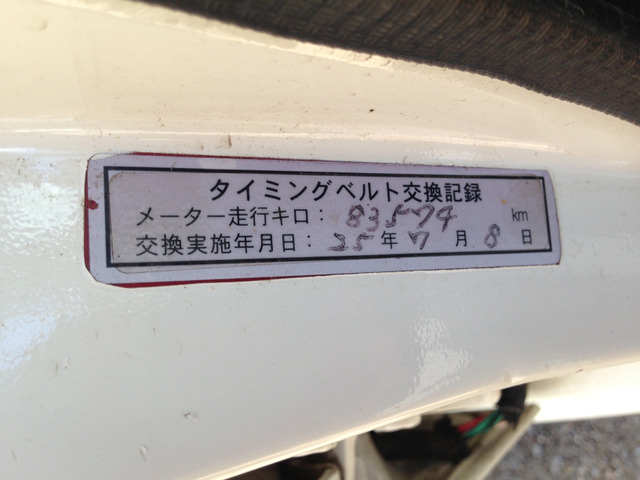 タイミングベルト交換記録
メーター走行キロ： 83574 km
交換実施年月日： 25年 7月 8日